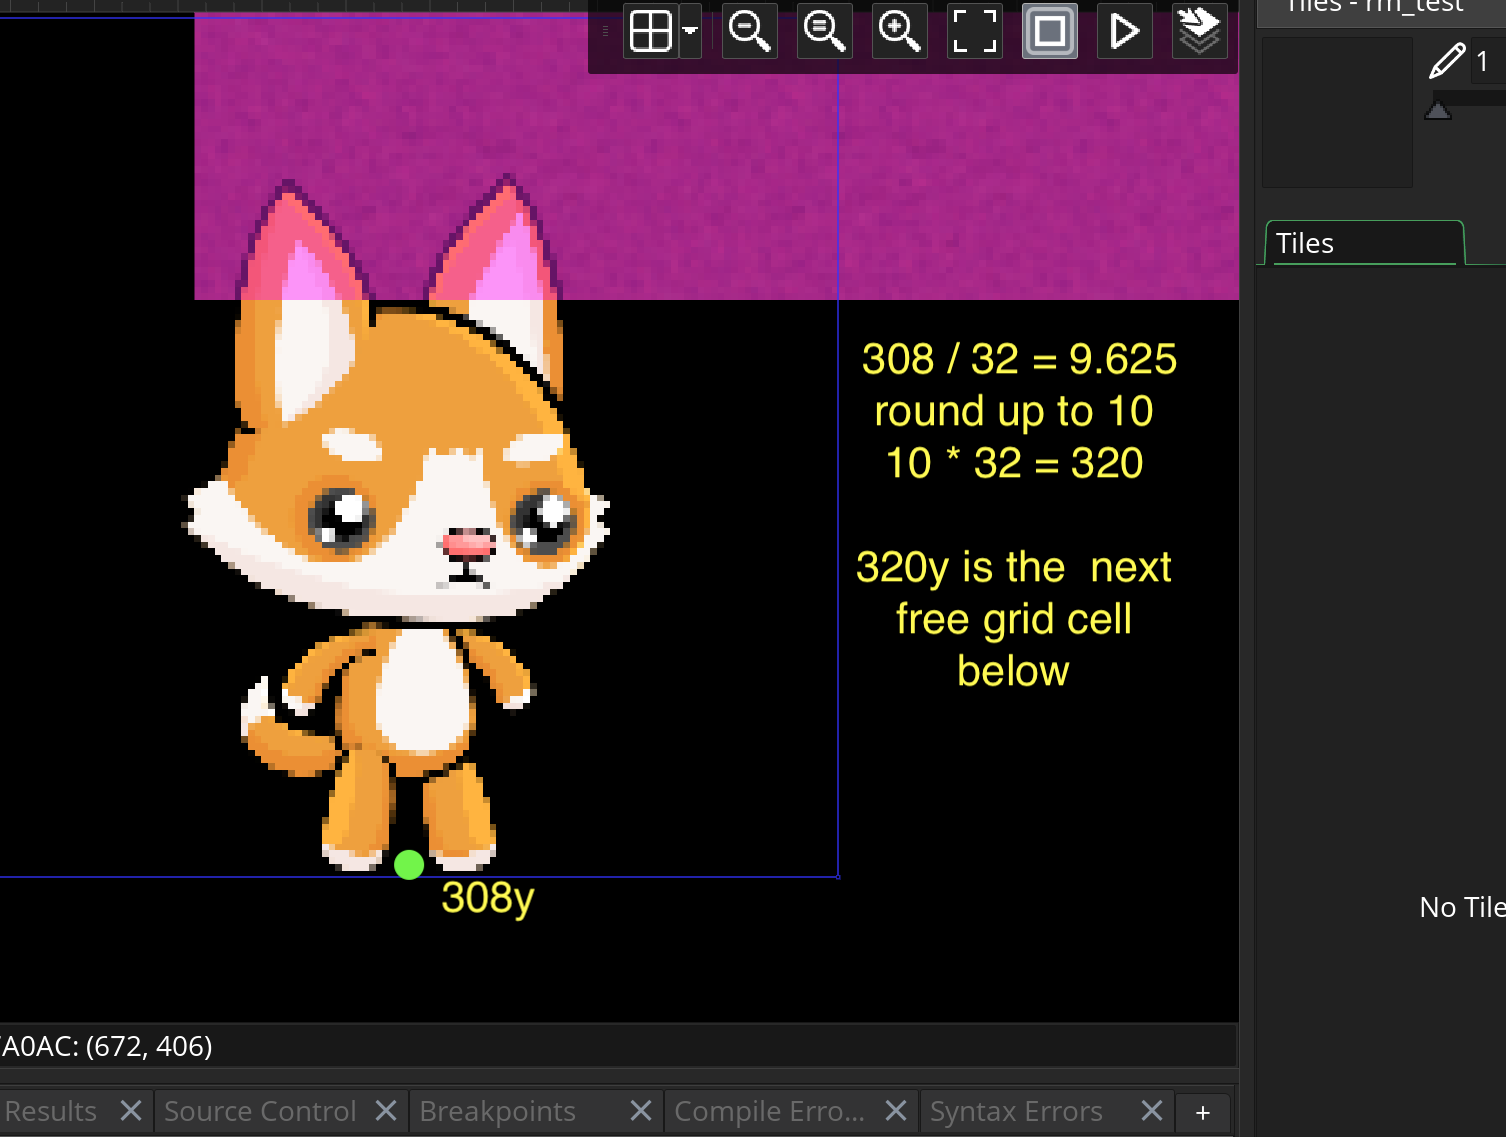 Tiles - rm_test
1
Tiles
308 / 32 = 9.625
round up to 10
10 * 32 = 320
320y is the next
free grid cell
below
308y
No Tile
A0AC: (672, 406)
Results
Source Control
Breakpoints
Compile Erro...
Syntax Errors
+